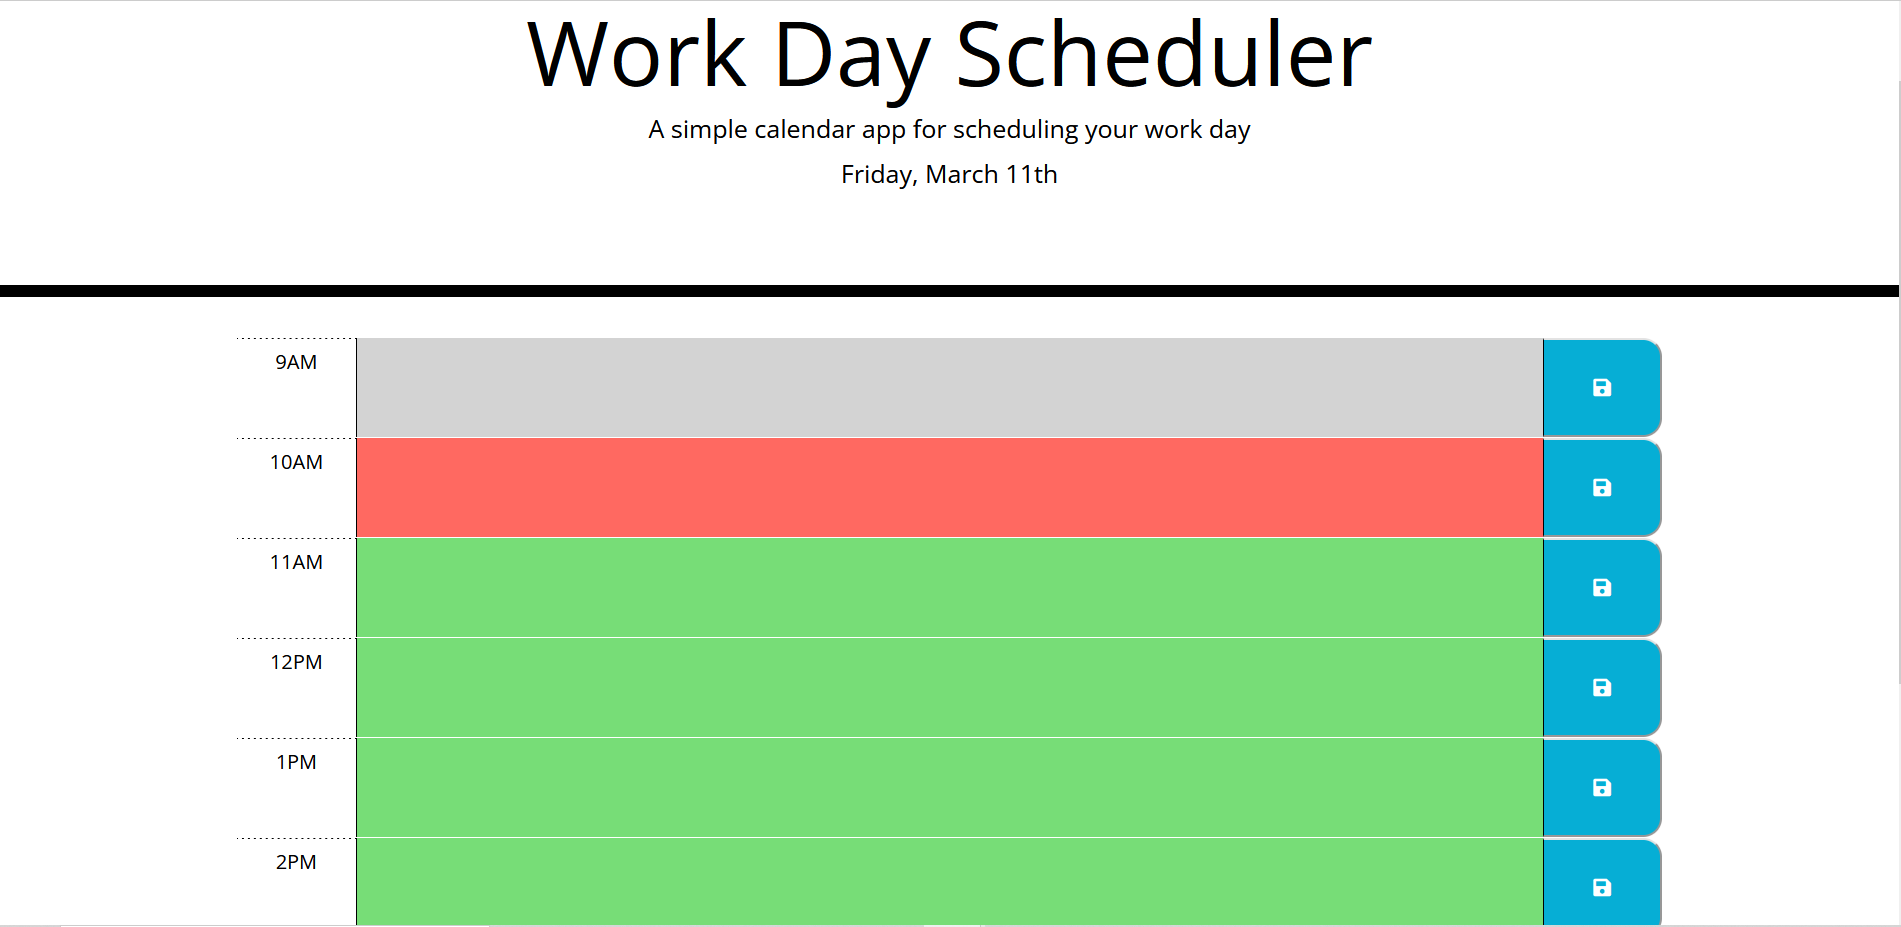 Work Day Scheduler
A simple calendar app for scheduling your work day
Friday, March 11th
9AM
10AM
11AM
12PM
1PM
2PM